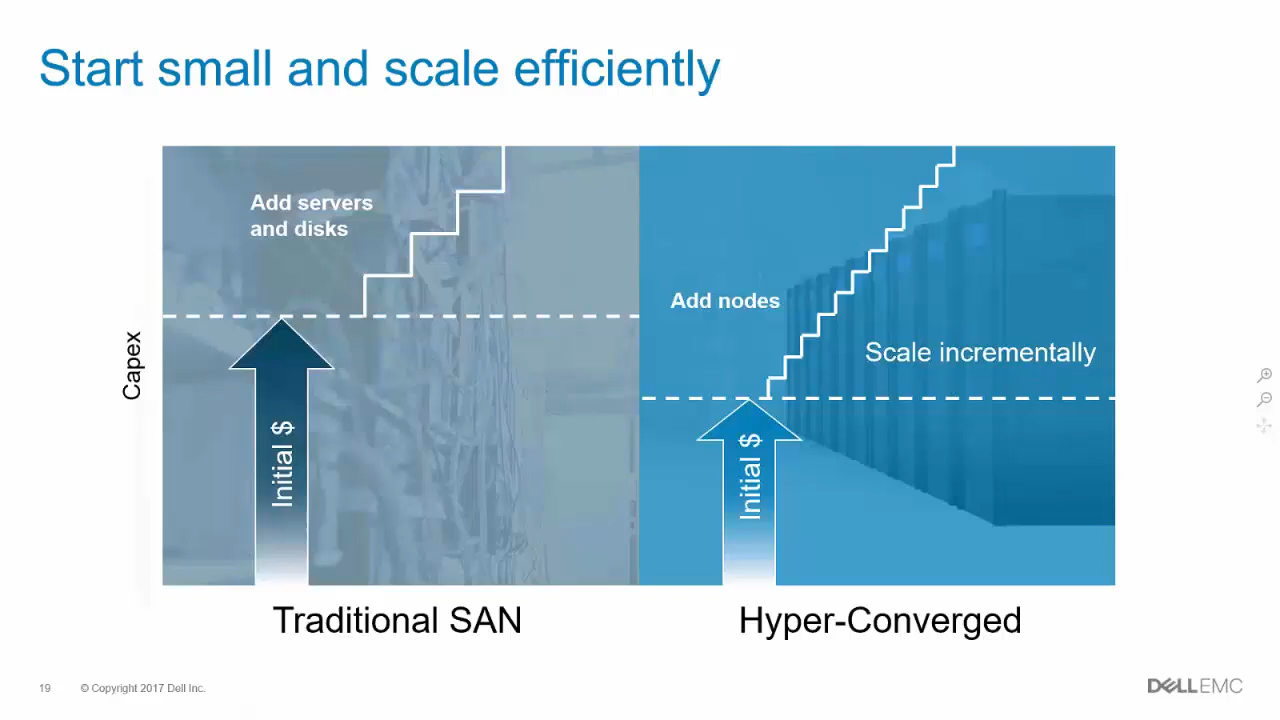 Start small and scale efficiently
Add servers
and disks
Add nodes
Scale incrementally
Capex
Initial $
Initial $
Traditional SAN
Hyper-Converged
19
© Copyright 2017 Dell Inc.
DELLEMC